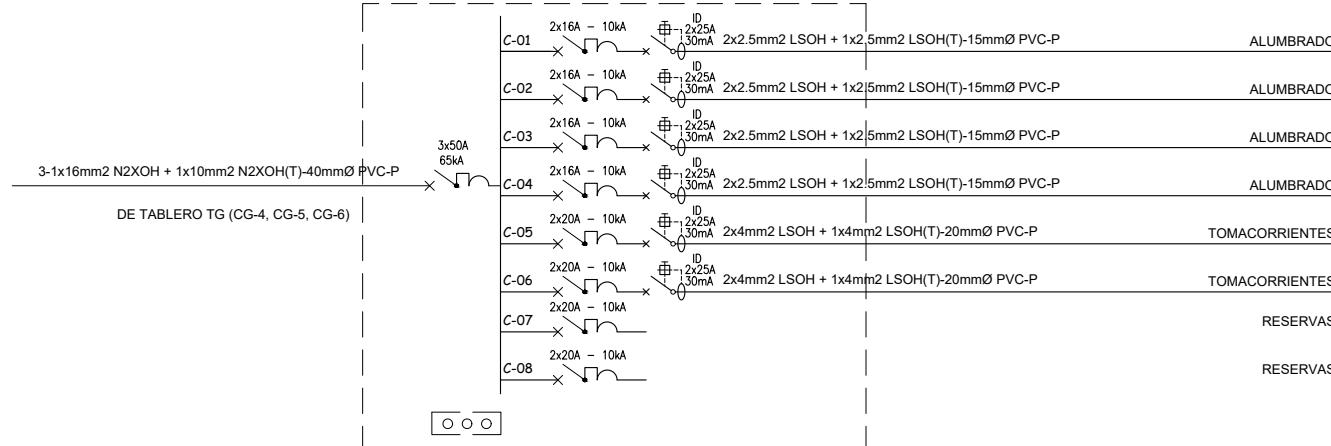 C-01 2x16A - 10kA ID 2x25A 30mA 2x2.5mm2 LSOH + 1x2.5mm2 LSOH(T)-15mmØ PVC-P ALUMBRADO
C-02 2x16A - 10kA ID 2x25A 30mA 2x2.5mm2 LSOH + 1x2.5mm2 LSOH(T)-15mmØ PVC-P ALUMBRADO
C-03 2x16A - 10kA ID 2x25A 30mA 2x2.5mm2 LSOH + 1x2.5mm2 LSOH(T)-15mmØ PVC-P ALUMBRADO
3x50A
65kA
3-1x16mm2 N2XOH + 1x10mm2 N2XOH(T)-40mmØ PVC-P
C-04 2x16A - 10kA ID 2x25A 30mA 2x2.5mm2 LSOH + 1x2.5mm2 LSOH(T)-15mmØ PVC-P ALUMBRADO
DE TABLERO TG (CG-4, CG-5, CG-6)
C-05 2x20A - 10kA ID 2x25A 30mA 2x4mm2 LSOH + 1x4mm2 LSOH(T)-20mmØ PVC-P TOMACORRIENTES
C-06 2x20A - 10kA ID 2x25A 30mA 2x4mm2 LSOH + 1x4mm2 LSOH(T)-20mmØ PVC-P TOMACORRIENTES
C-07 2x20A - 10kA RESERVAS
C-08 2x20A - 10kA RESERVAS